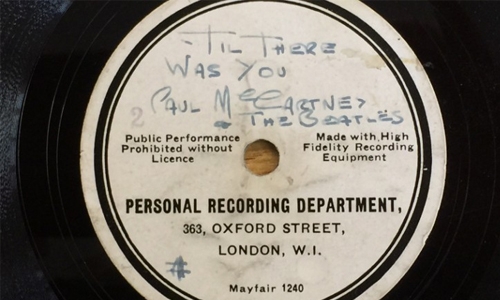 'TIL THERE
WAS YOU
PAUL McCARTNEY
& THE BEATLES
2
Public Performance
Prohibited without
Licence
Made with High
Fidelity Recording
Equipment
PERSONAL RECORDING DEPARTMENT,
363, OXFORD STREET,
LONDON, W.I.
Mayfair 1240